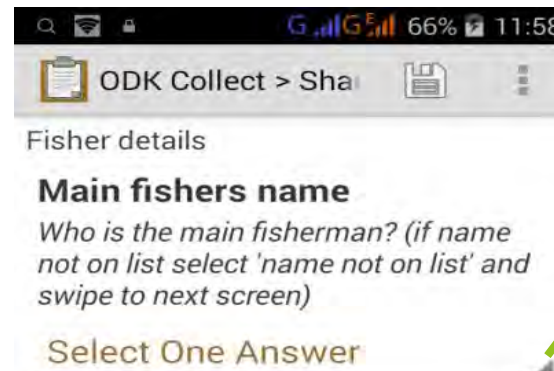 66% 11:58
ODK Collect > Sha
Fisher details
Main fishers name
Who is the main fisherman? (if name
not on list select 'name not on list' and
swipe to next screen)
Select One Answer